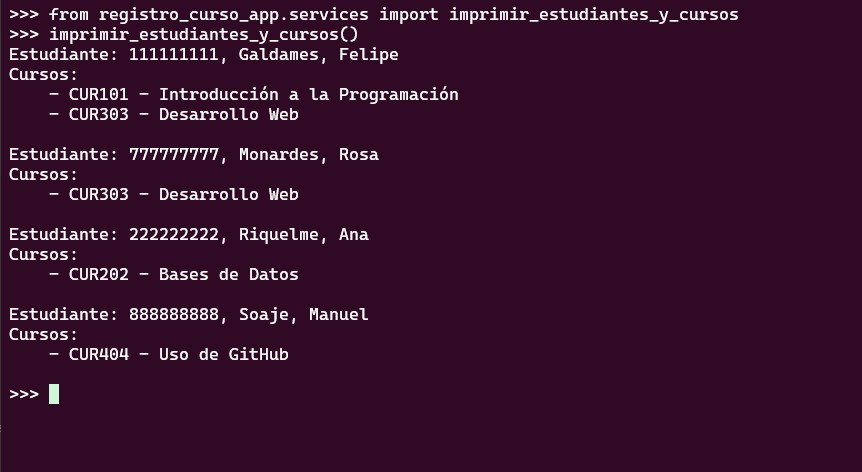 >>> from registro_curso_app.services import imprimir_estudiantes_y_cursos
>>> imprimir_estudiantes_y_cursos()
Estudiante: 111111111, Galdames, Felipe
Cursos:
    - CUR101 - Introducción a la Programación
    - CUR303 - Desarrollo Web

Estudiante: 777777777, Monardes, Rosa
Cursos:
    - CUR303 - Desarrollo Web

Estudiante: 222222222, Riquelme, Ana
Cursos:
    - CUR202 - Bases de Datos

Estudiante: 888888888, Soaje, Manuel
Cursos:
    - CUR404 - Uso de GitHub

>>>